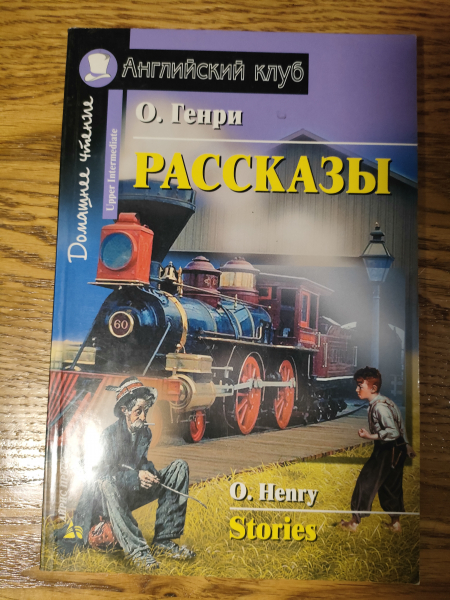 Английский клуб
Домашнее чтение
Upper Intermediate
О. Генри
РАССКАЗЫ
60
O. Henry
Stories